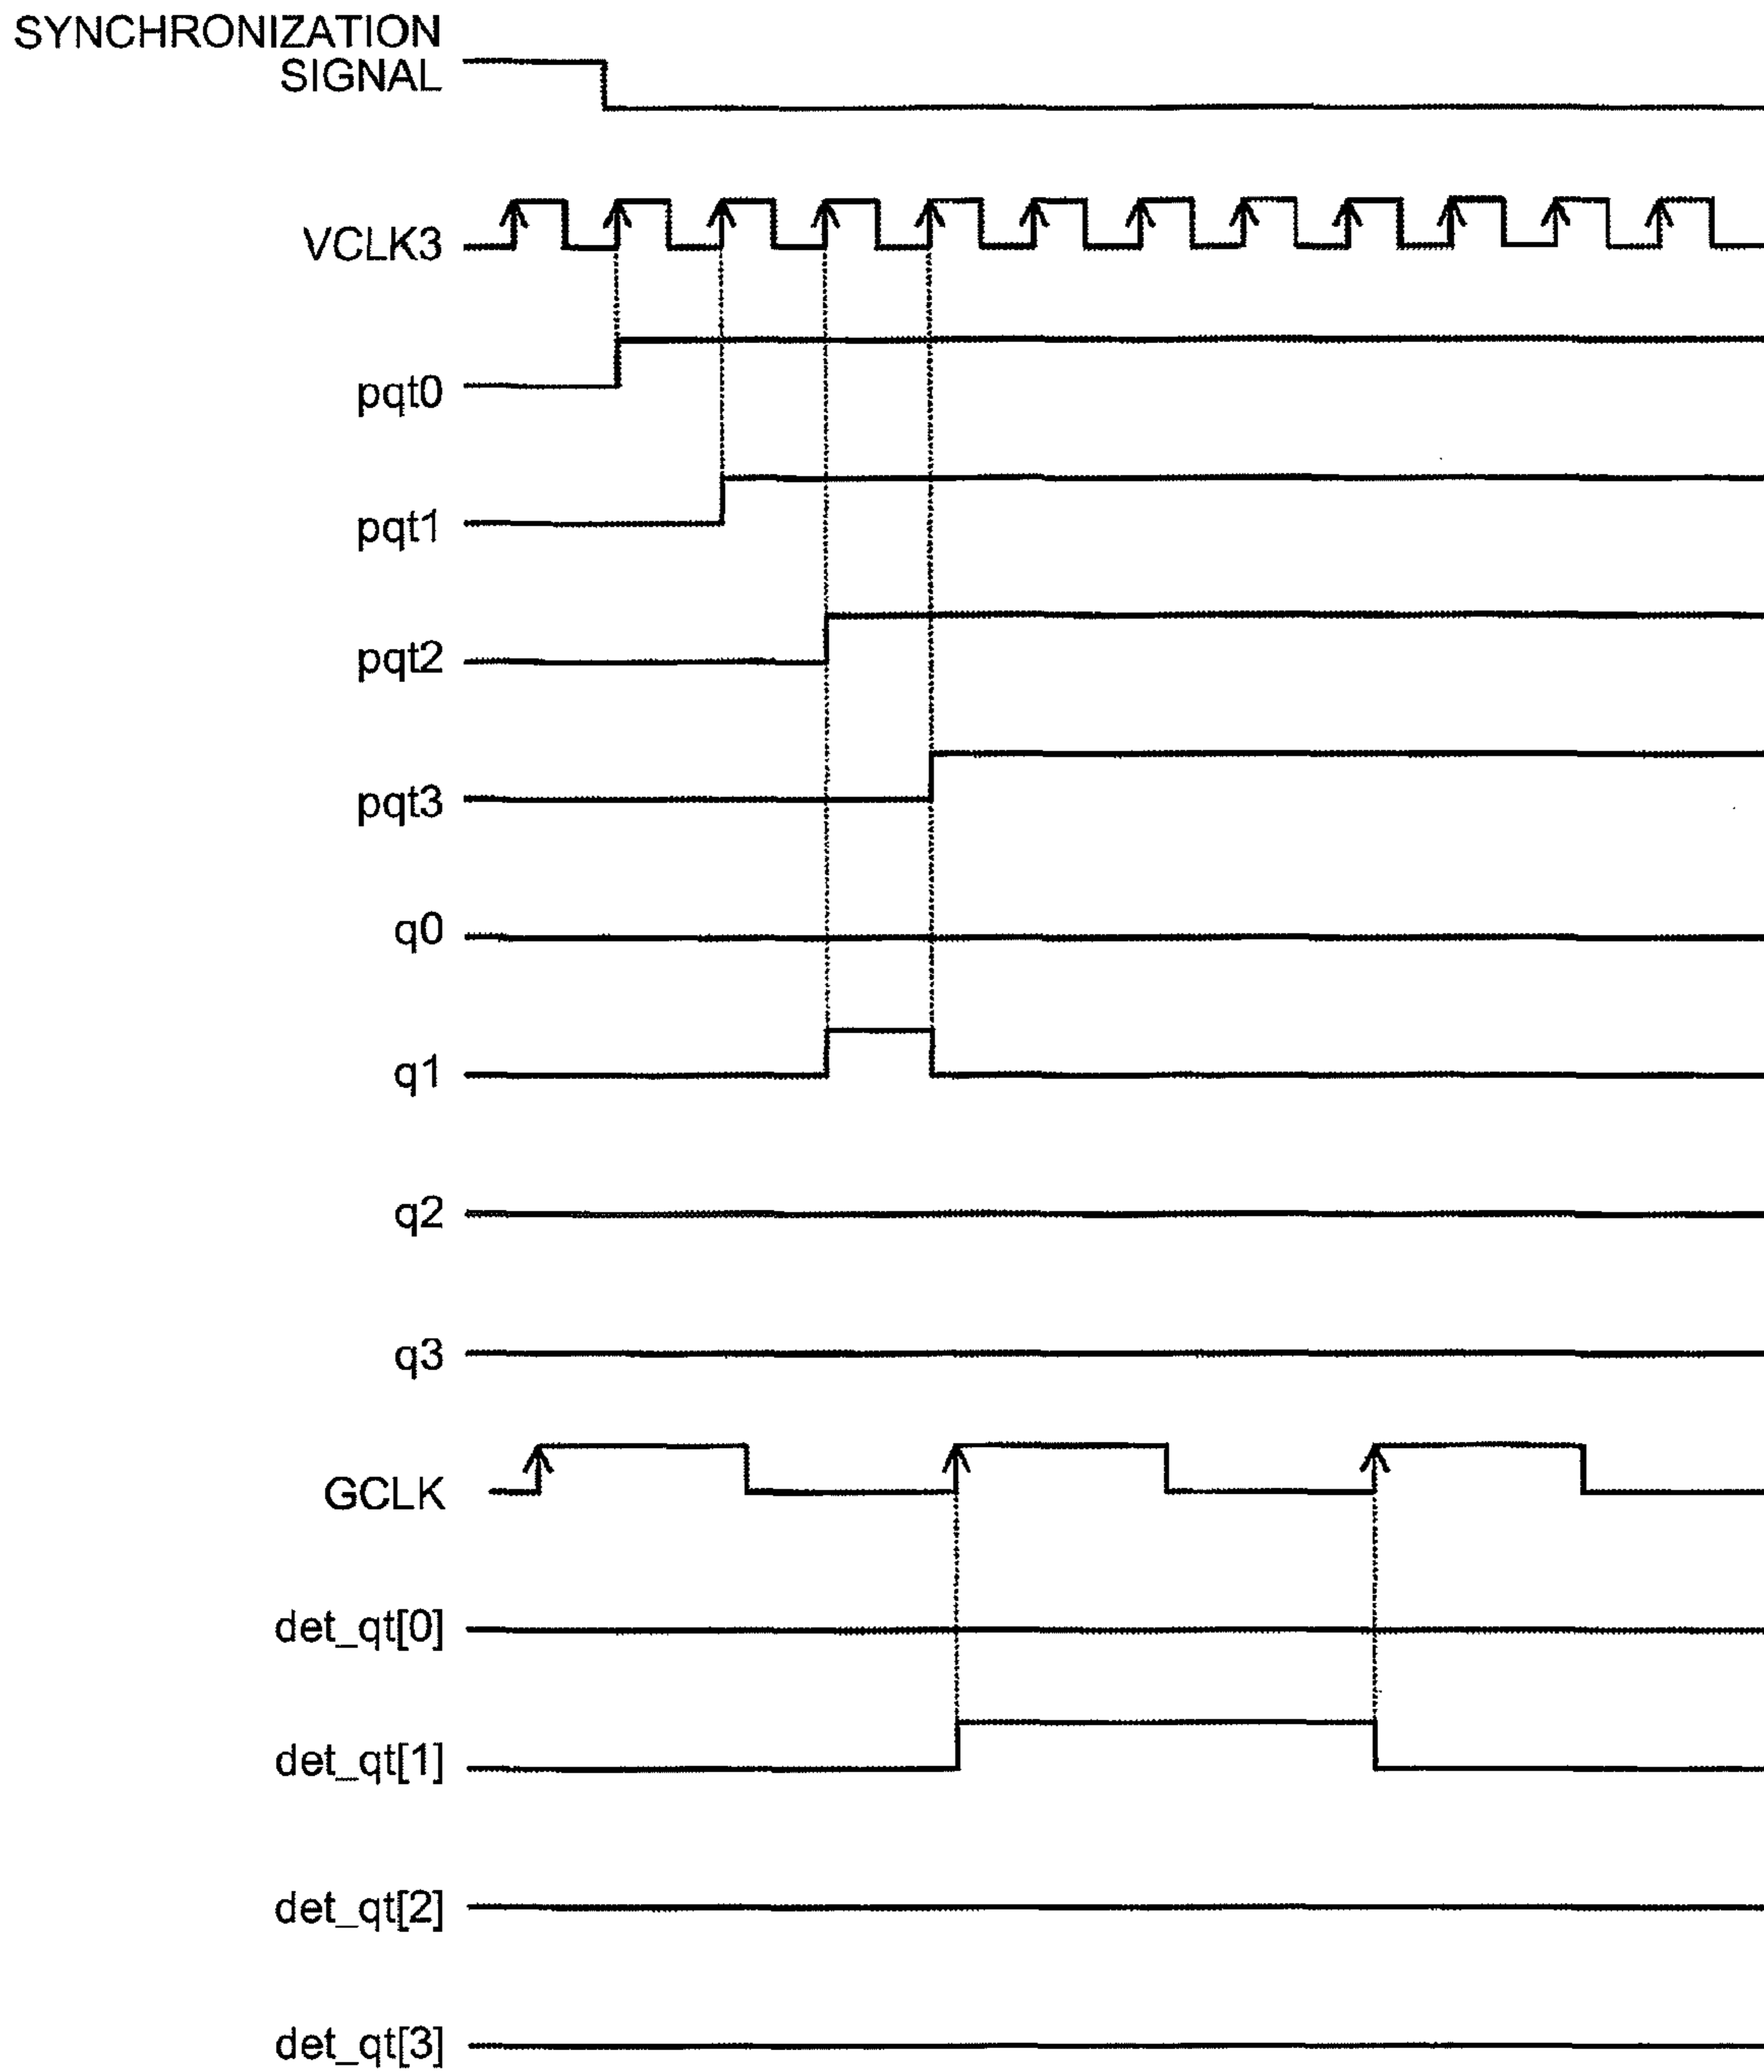 SYNCHRONIZATION
SIGNAL
VCLK3
pqt0
pqt1
pqt2
pqt3
q0
q1
q2
q3
GCLK
det_qt[0]
det_qt[1]
det_qt[2]
det_qt[3]